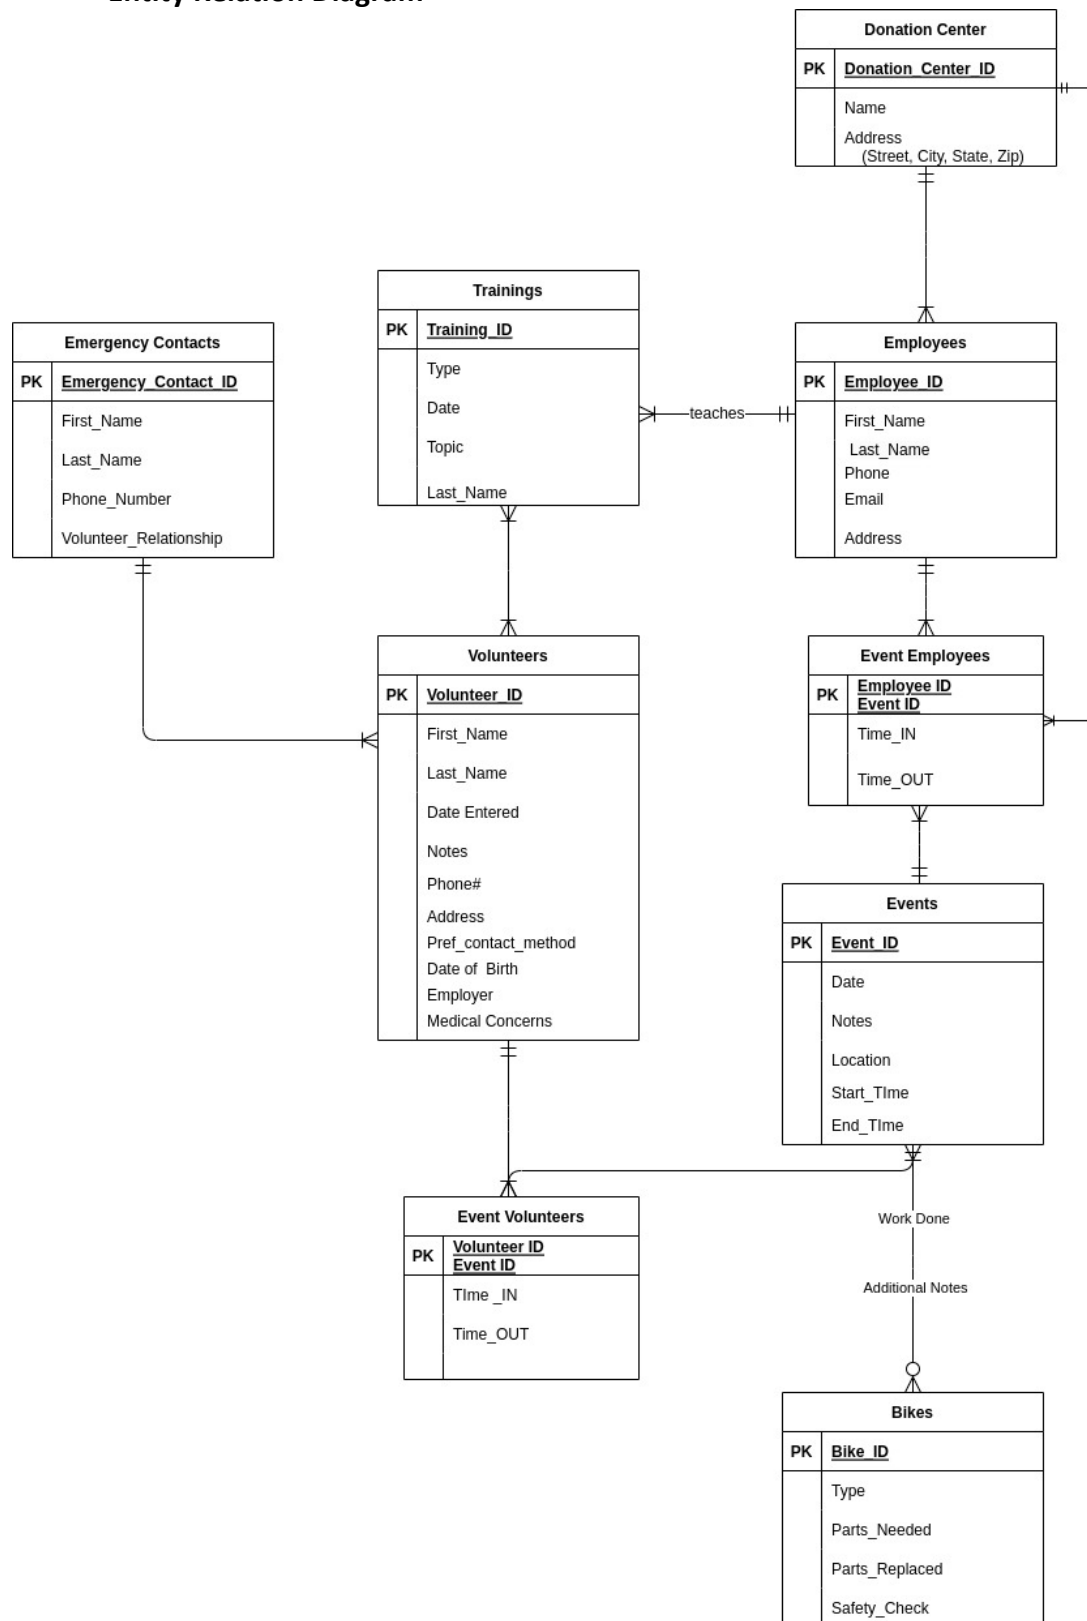 Entity Relation Diagram
Donation Center
PK Donation_Center_ID
Name
Address
(Street, City, State, Zip)
Trainings
PK Training_ID
Type
Date
Topic
Last_Name
Emergency Contacts
PK Emergency_Contact_ID
First_Name
Last_Name
Phone_Number
Volunteer_Relationship
teaches
Employees
PK Employee_ID
First_Name
Last_Name
Phone
Email
Address
Volunteers
PK Volunteer_ID
First_Name
Last_Name
Date Entered
Notes
Phone#
Address
Pref_contact_method
Date of Birth
Employer
Medical Concerns
Event Employees
PK Employee ID
Event ID
Time_IN
Time_OUT
Events
PK Event_ID
Date
Notes
Location
Start_TIme
End_TIme
Event Volunteers
PK Volunteer ID
Event ID
TIme _IN
Time_OUT
Work Done
Additional Notes
Bikes
PK Bike_ID
Type
Parts_Needed
Parts_Replaced
Safety_Check